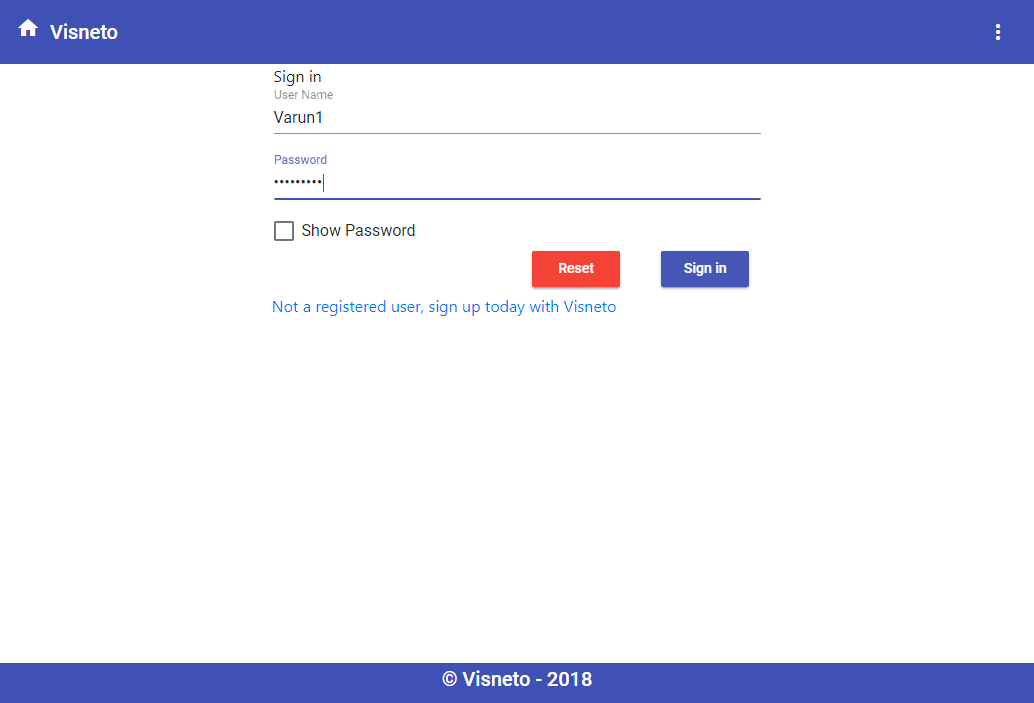 Visneto
Sign in
User Name
Varun1
Password
•••••••••
Show Password
Reset Sign in
Not a registered user, sign up today with Visneto
© Visneto - 2018